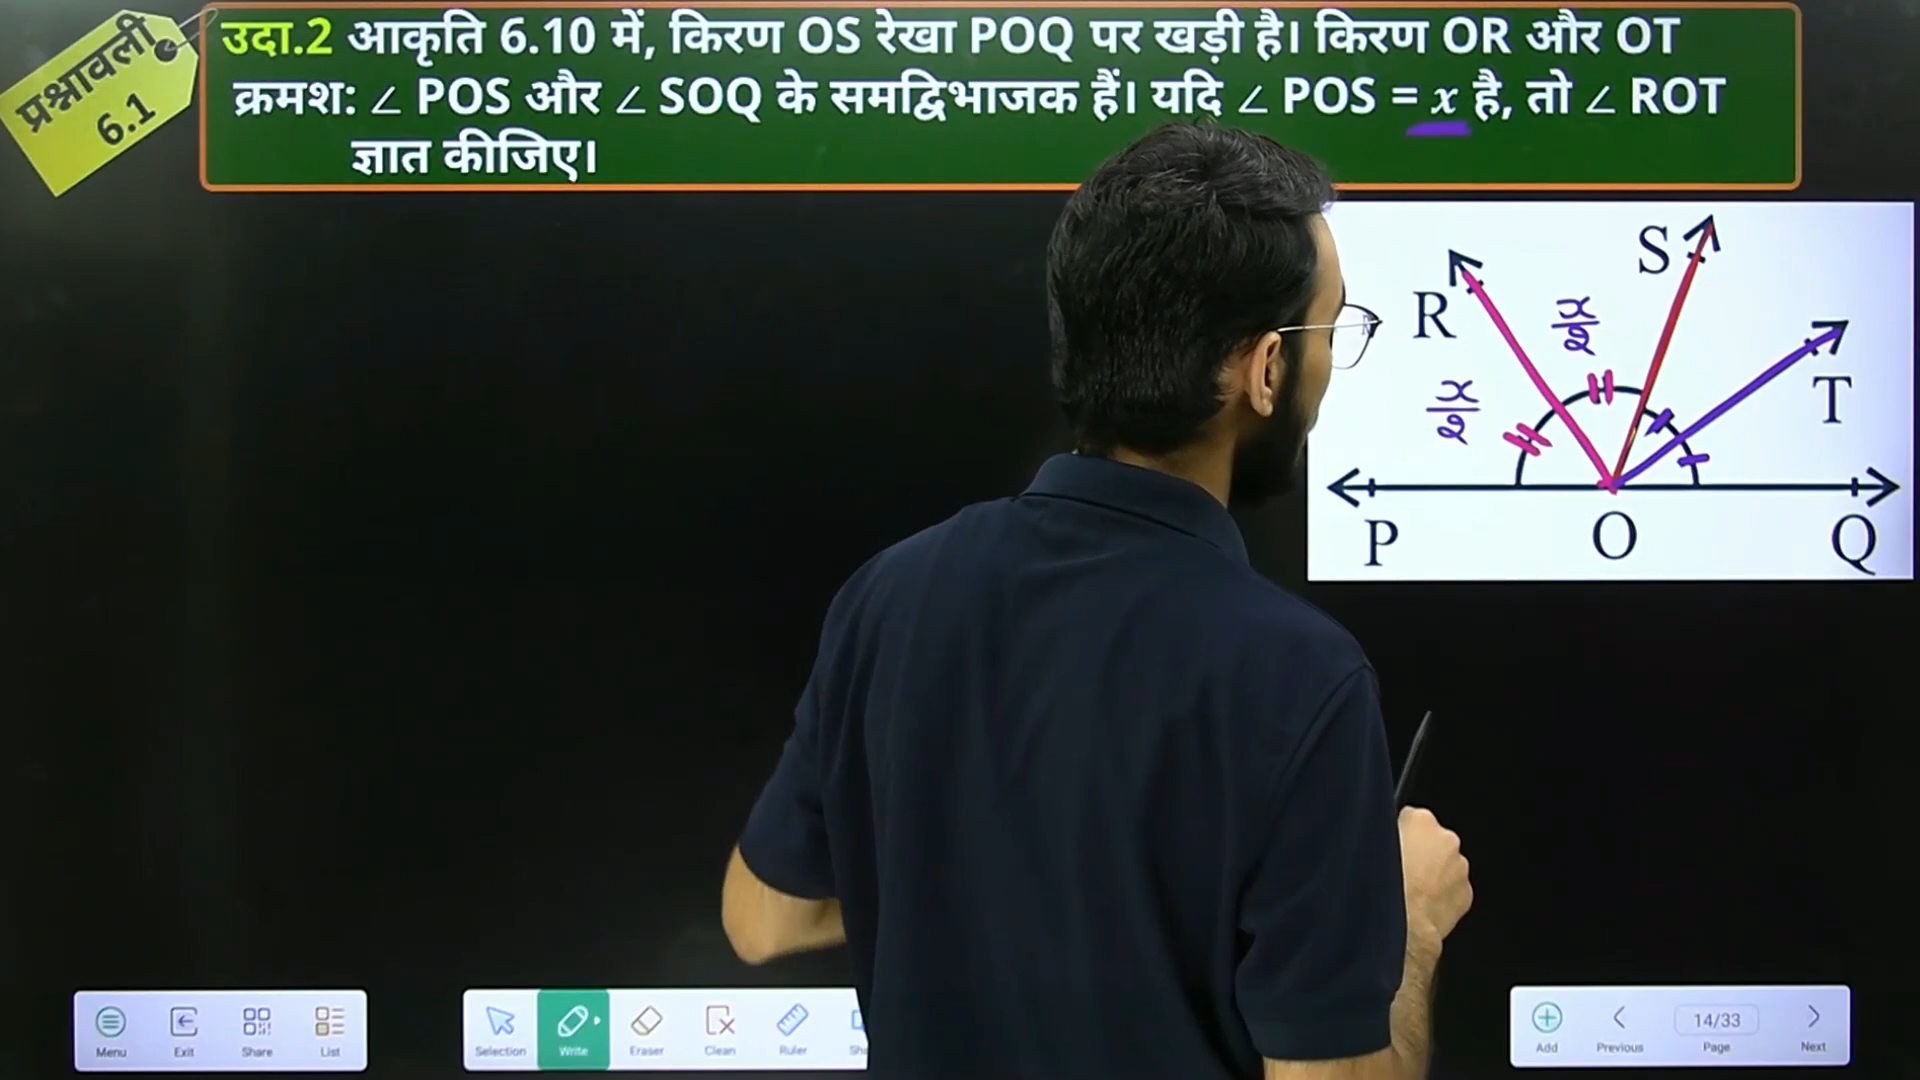 प्रश्नावली
6.1
उदा.2 आकृति 6.10 में, किरण OS रेखा POQ पर खड़ी है। किरण OR और OT
क्रमश: ∠ POS और ∠ SOQ के समद्विभाजक हैं। यदि ∠ POS = x है, तो ∠ ROT
ज्ञात कीजिए।
S
R
x/2
x/2
T
P
O
Q
Menu
Exit
Share
List
Selection
Write
Eraser
Clean
Ruler
Add
Previous
14/33
Page
Next